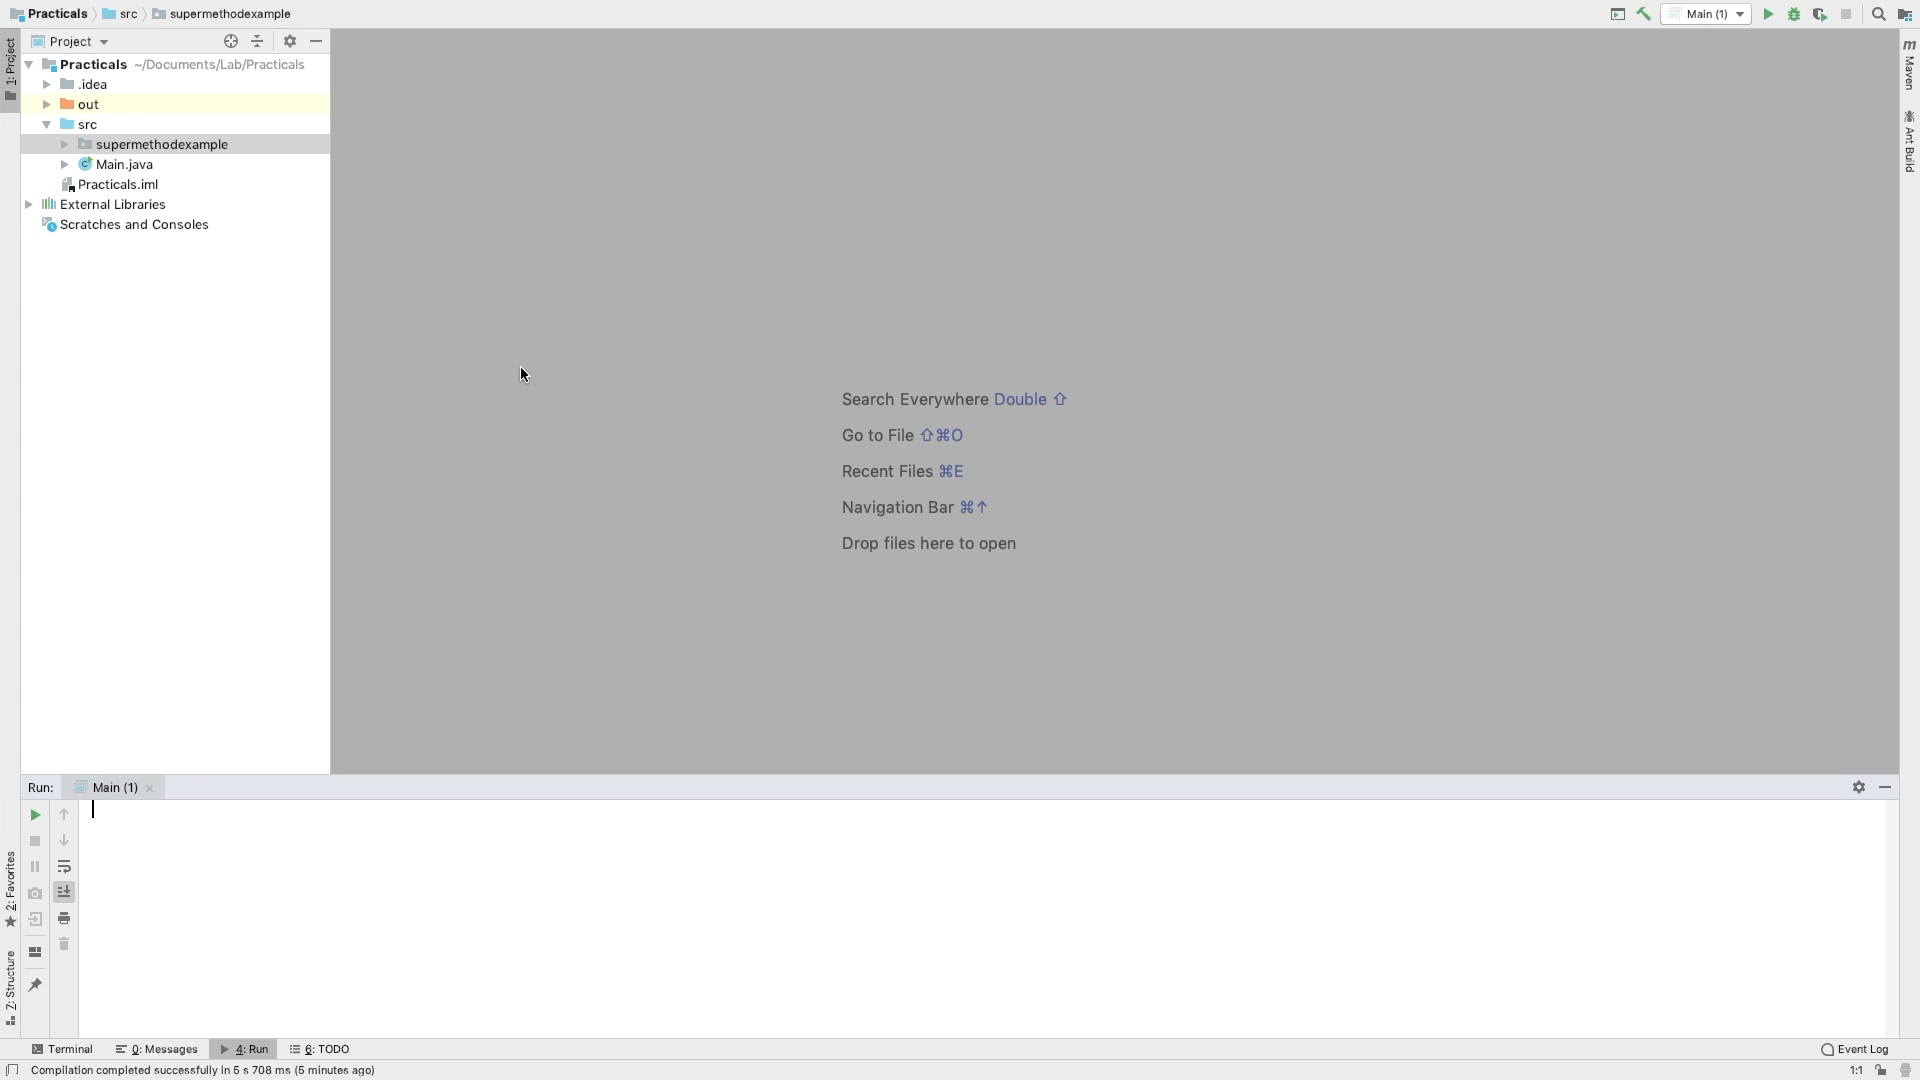 Practicals src supermethodexample Main (1)
Project
Practicals ~/Documents/Lab/Practicals
.idea
out
src
supermethodexample
Main.java
Practicals.iml
External Libraries
Scratches and Consoles
1: Project
2: Favorites
7: Structure
Maven
Ant Build
Search Everywhere Double ⇧
Go to File ⇧⌘O
Recent Files ⌘E
Navigation Bar ⌘↑
Drop files here to open
Run: Main (1)
Terminal 0: Messages 4: Run 6: TODO Event Log
Compilation completed successfully in 5 s 708 ms (5 minutes ago) 1:1